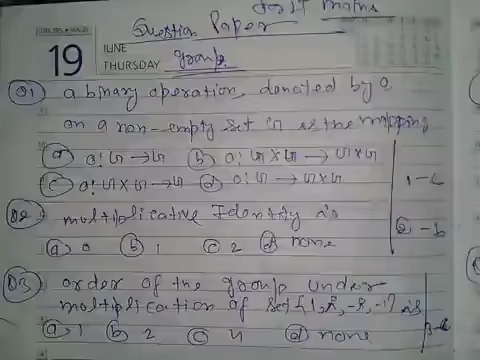 Question Paper
maths
19
JUNE
THURSDAY
group
Q1 a binary operation, denoted by o
on a non-empty set G is the mapping
(a) o: G → G (b) o: G × G → G × G
(c) o: G × G → G (d) o: G → G × G
1-c
Q2 multiplicative Identity is
(a) 0 (b) 1 (c) 2 (d) none
2-b
Q3 order of the group under
multiplication of set {1, i, -i, -1} is
(a) 1 (b) 2 (c) 4 (d) none
3-c